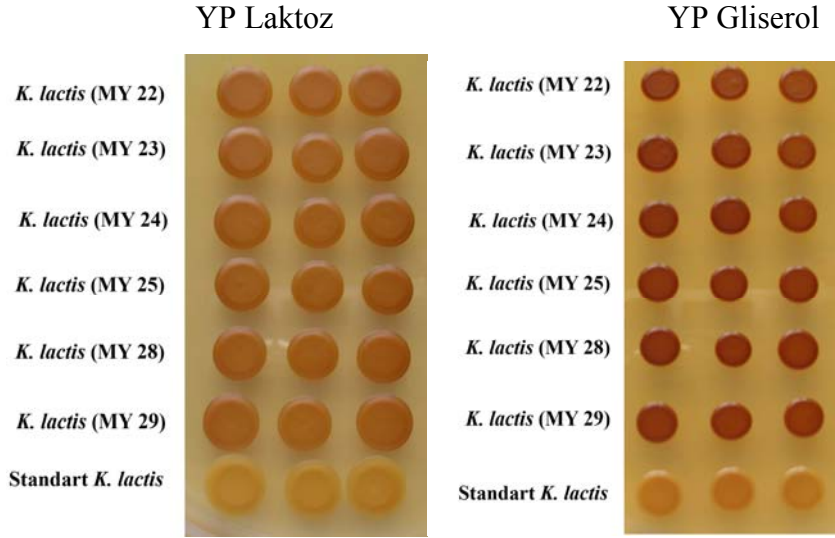 YP Laktoz
K. lactis (MY 22)
K. lactis (MY 23)
K. lactis (MY 24)
K. lactis (MY 25)
K. lactis (MY 28)
K. lactis (MY 29)
Standart K. lactis
YP Gliserol
K. lactis (MY 22)
K. lactis (MY 23)
K. lactis (MY 24)
K. lactis (MY 25)
K. lactis (MY 28)
K. lactis (MY 29)
Standart K. lactis